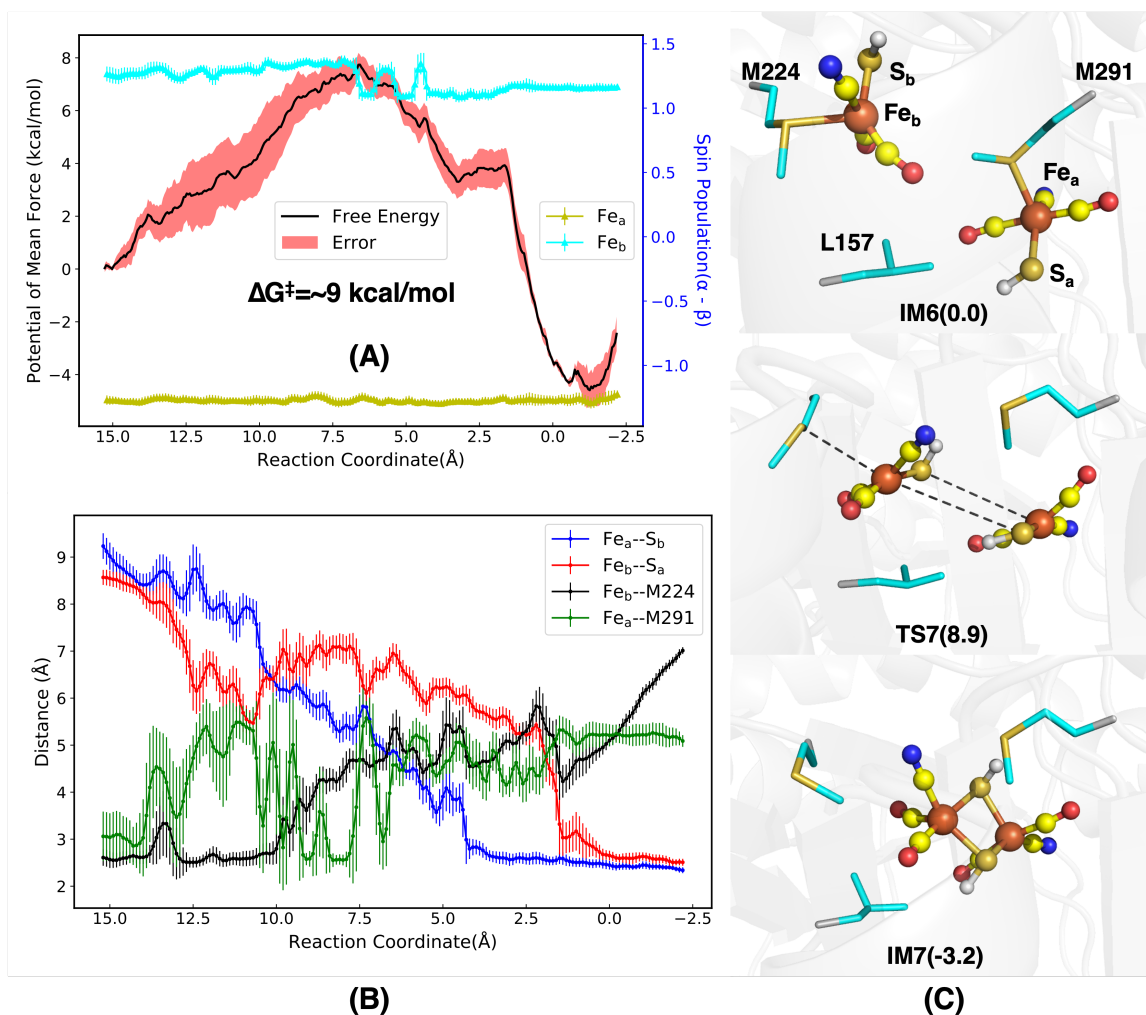 8
6
4
2
0
−2
−4
Potential of Mean Force (kcal/mol)
1.5
1.0
0.5
0.0
−0.5
−1.0
Spin Population(α - β)
Free Energy
Error
Fea
Feb
ΔG‡=~9 kcal/mol
(A)
15.0 12.5 10.0 7.5 5.0 2.5 0.0 −2.5
Reaction Coordinate(Å)
9
8
7
6
5
4
3
2
Distance (Å)
Fea--Sb
Feb--Sa
Feb--M224
Fea--M291
15.0 12.5 10.0 7.5 5.0 2.5 0.0 −2.5
Reaction Coordinate(Å)
(B)
M224
Sb
Feb
M291
Fea
L157
Sa
IM6(0.0)
TS7(8.9)
IM7(-3.2)
(C)